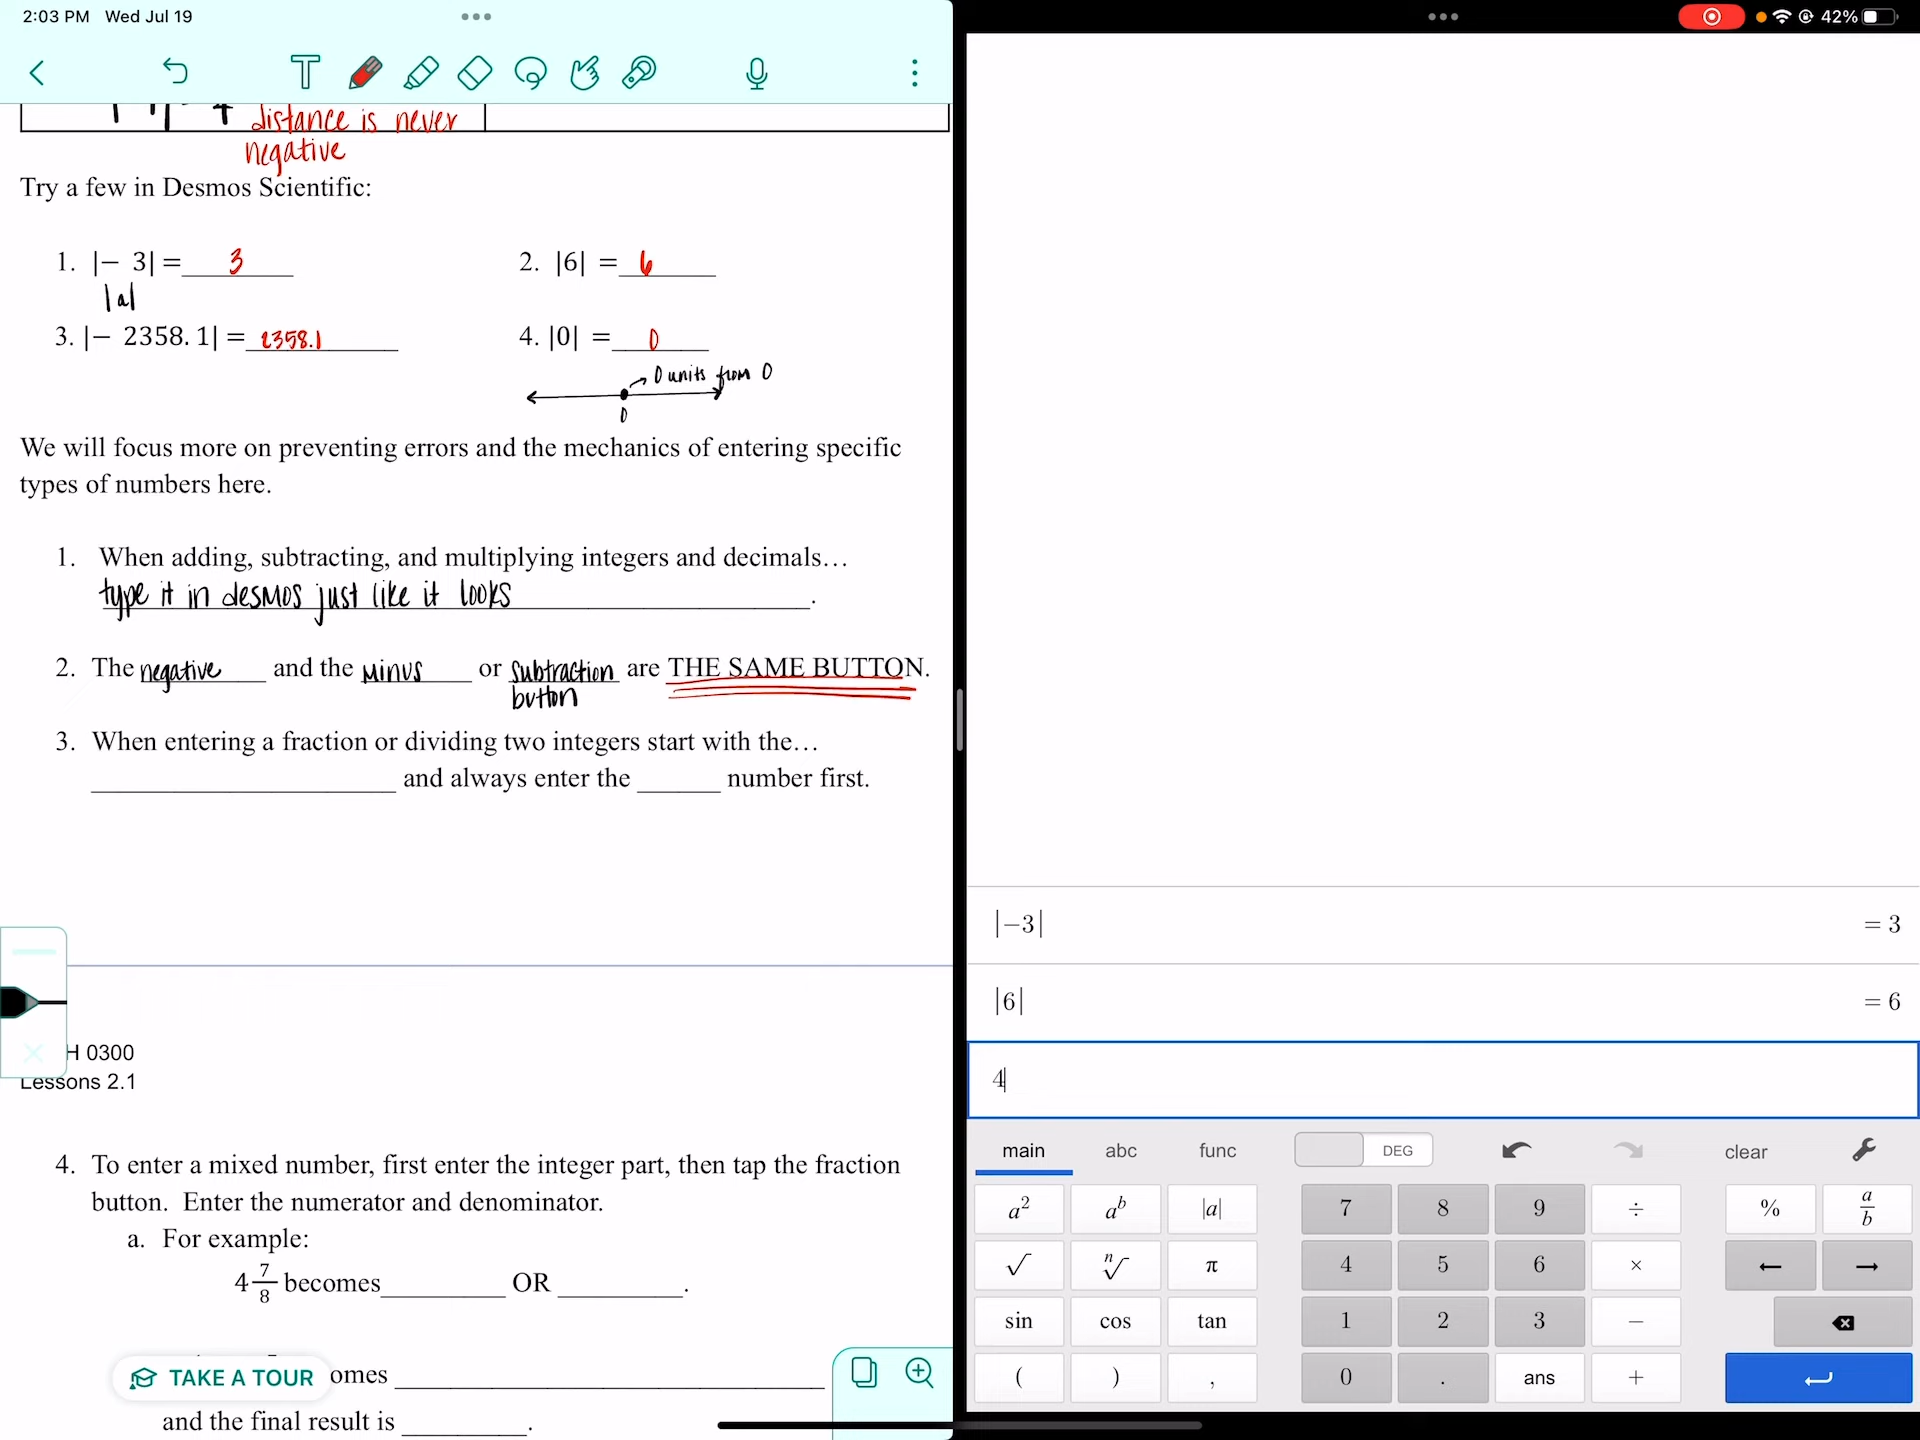 2:03 PM Wed Jul 19
42%
distance is never
negative
Try a few in Desmos Scientific:
1. |− 3| = 3
2. |6| = 6
|a|
3. |− 2358.1| = 2358.1
4. |0| = 0
0 units from 0
0
We will focus more on preventing errors and the mechanics of entering specific
types of numbers here.
1. When adding, subtracting, and multiplying integers and decimals…
type it in desmos just like it looks.
2. The negative and the minus or subtraction are THE SAME BUTTON.
button
3. When entering a fraction or dividing two integers start with the…
and always enter the ______ number first.
H 0300
Lessons 2.1
4. To enter a mixed number, first enter the integer part, then tap the fraction
button. Enter the numerator and denominator.
a. For example:
4 7/8 becomes ________ OR ________.
TAKE A TOUR omes
and the final result is ________.
|−3| = 3
|6| = 6
4
main abc func DEG clear
a² aᵇ |a| 7 8 9 ÷ % a/b
√ ⁿ√ π 4 5 6 × ← →
sin cos tan 1 2 3 −
( ) , 0 . ans +